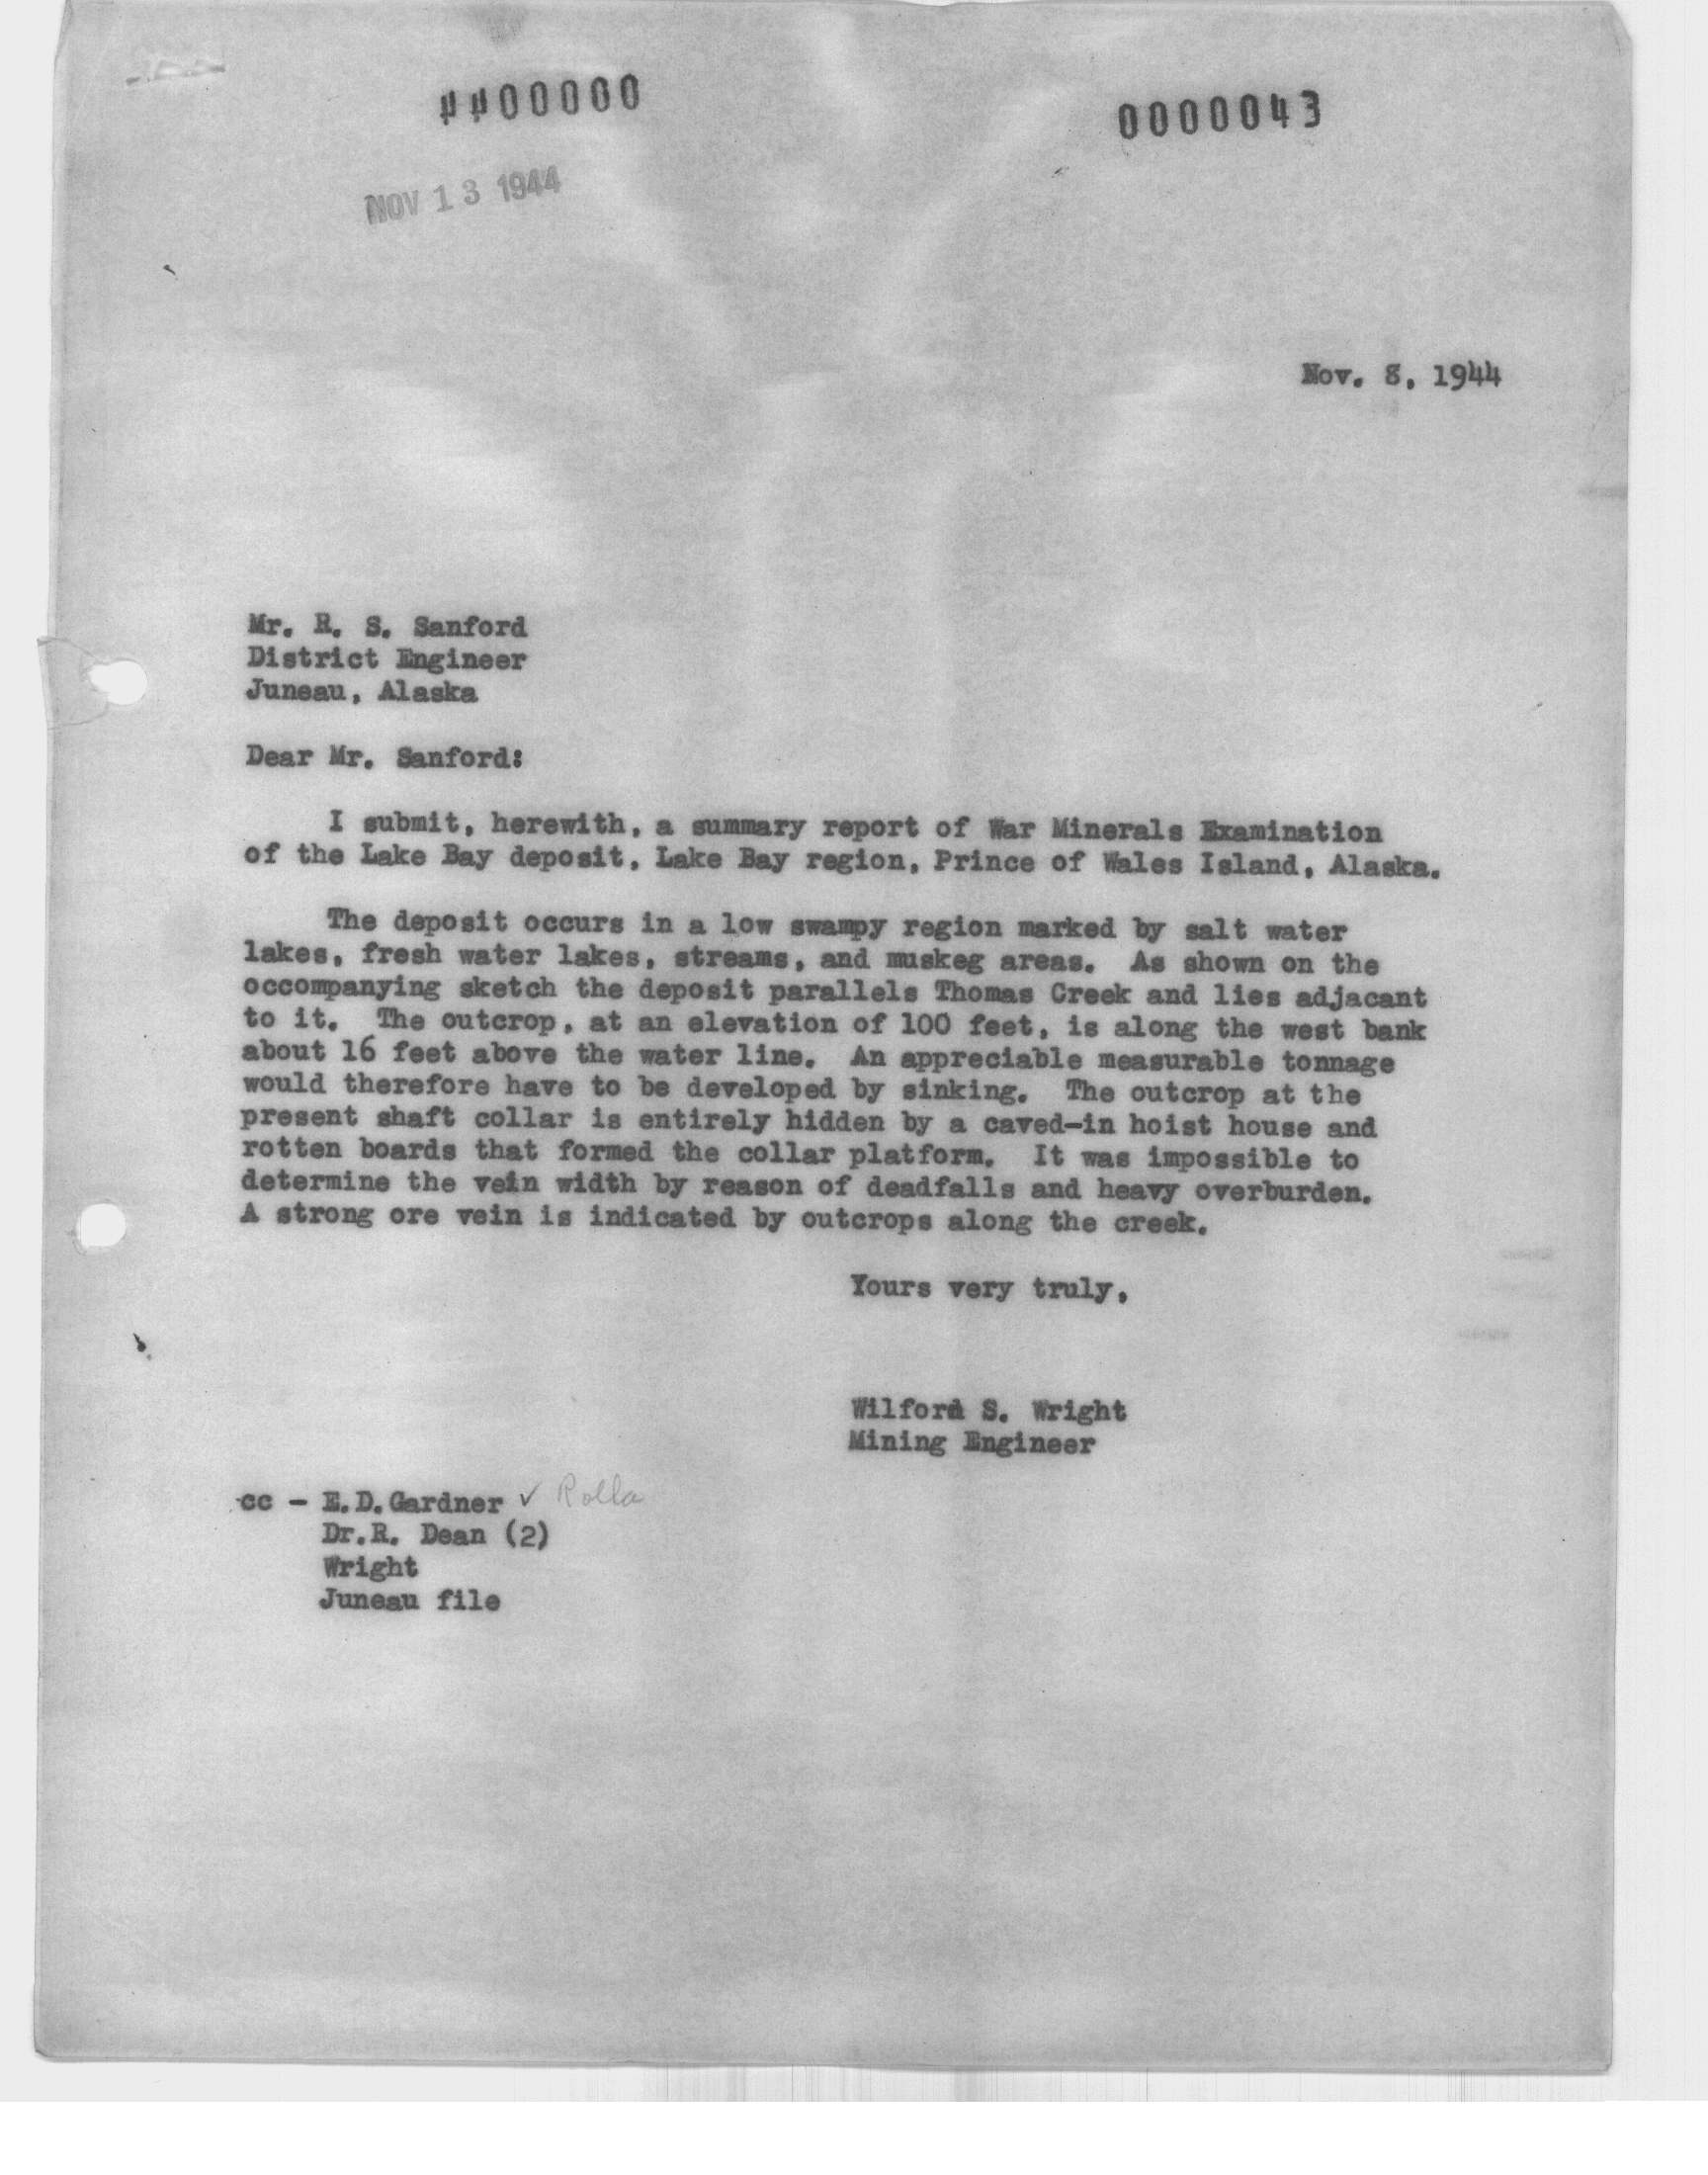 0000043
NOV 13 1944
Nov. 8, 1944
Mr. R. S. Sanford
District Engineer
Juneau, Alaska
Dear Mr. Sanford:
I submit, herewith, a summary report of War Minerals Examination
of the Lake Bay deposit, Lake Bay region, Prince of Wales Island, Alaska.
The deposit occurs in a low swampy region marked by salt water
lakes, fresh water lakes, streams, and muskeg areas. As shown on the
occompanying sketch the deposit parallels Thomas Creek and lies adjacant
to it. The outcrop, at an elevation of 100 feet, is along the west bank
about 16 feet above the water line. An appreciable measurable tonnage
would therefore have to be developed by sinking. The outcrop at the
present shaft collar is entirely hidden by a caved-in hoist house and
rotten boards that formed the collar platform. It was impossible to
determine the vein width by reason of deadfalls and heavy overburden.
A strong ore vein is indicated by outcrops along the creek.
Yours very truly,
Wilford S. Wright
Mining Engineer
cc - E.D.Gardner ✓ Rolla
Dr.R. Dean (2)
Wright
Juneau file